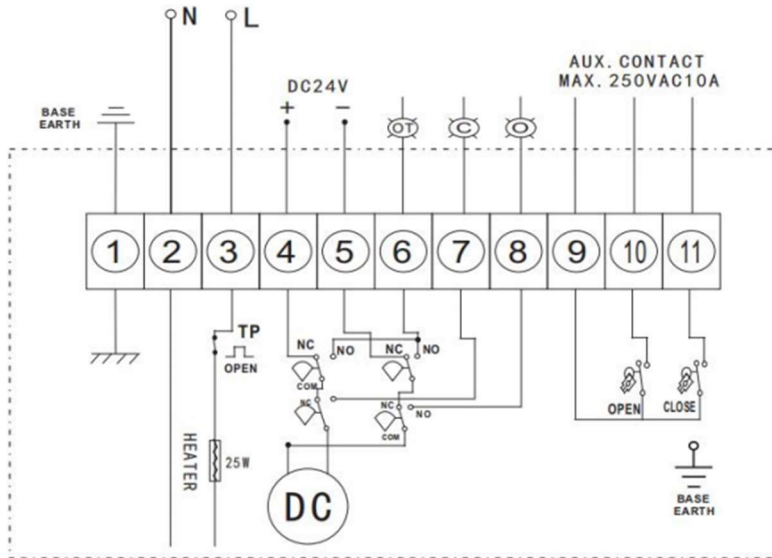 N
L
AUX. CONTACT
MAX. 250VAC10A
DC24V
+ −
BASE
EARTH
OT C O
1 2 3 4 5 6 7 8 9 10 11
TP
OPEN
NC NO NC NO
COM
NC NC NO
COM
OPEN CLOSE
HEATER
25W
DC
BASE
EARTH